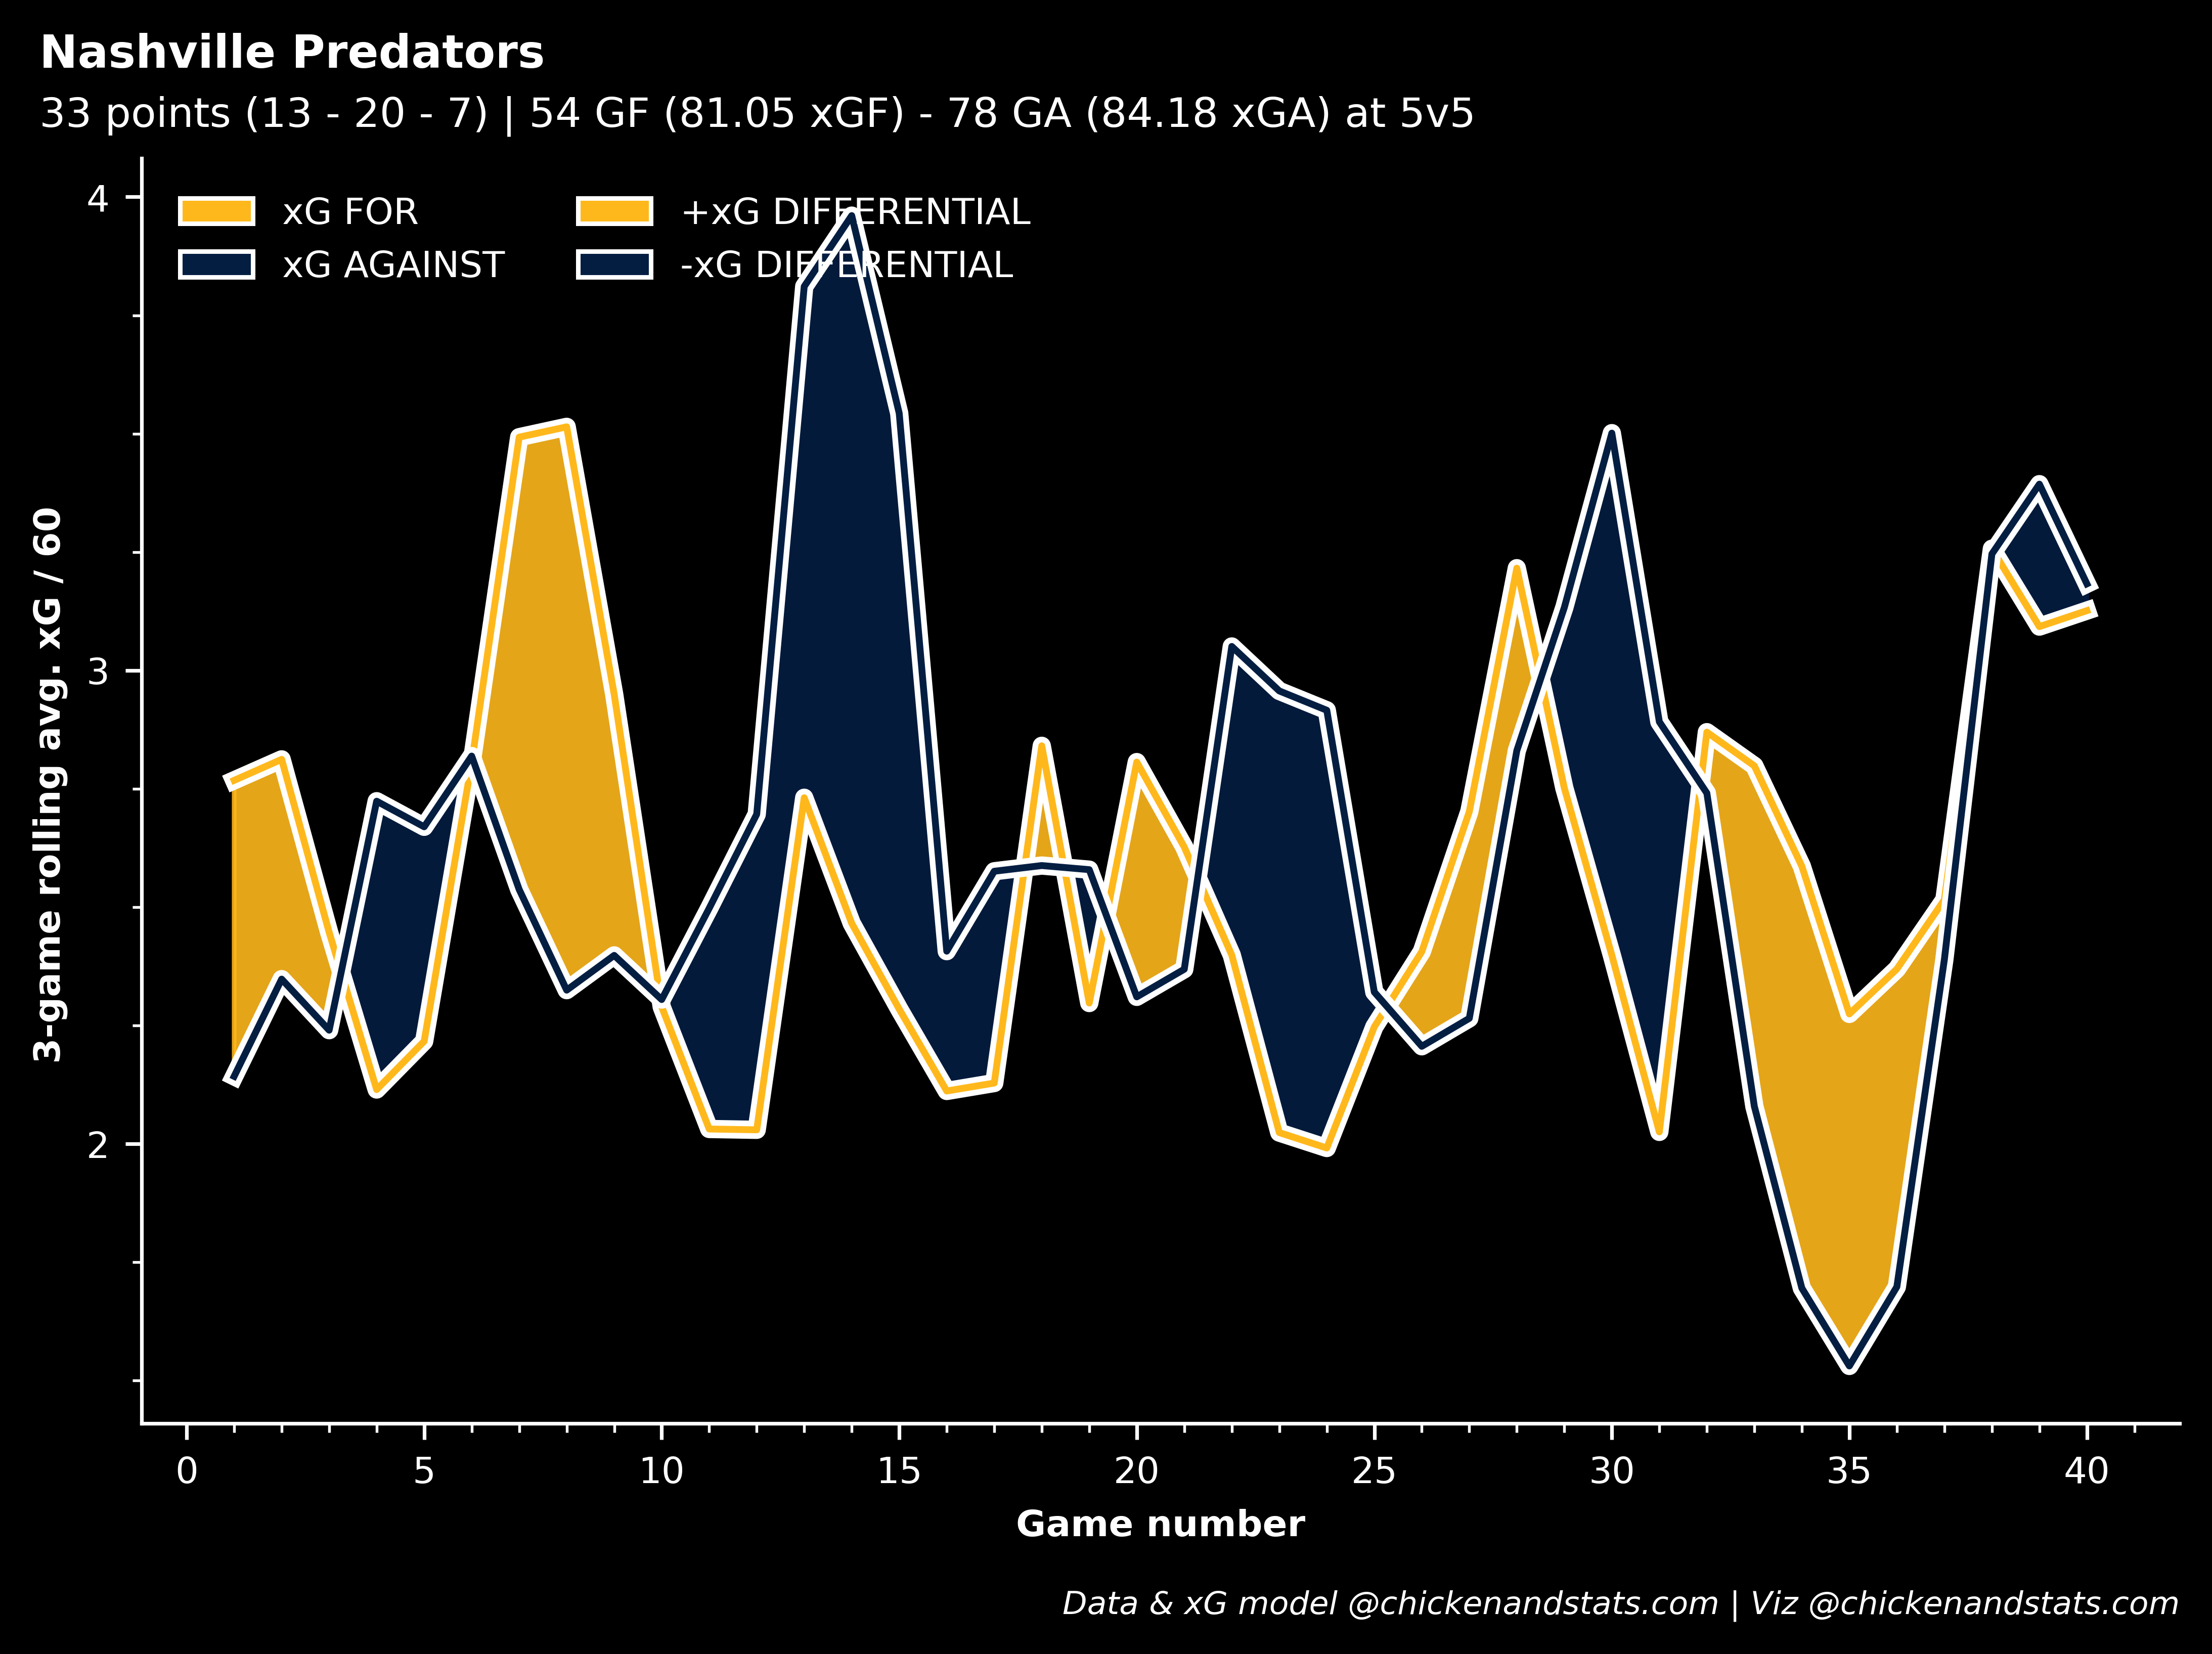 Nashville Predators
33 points (13 - 20 - 7) | 54 GF (81.05 xGF) - 78 GA (84.18 xGA) at 5v5
xG FOR
+xG DIFFERENTIAL
xG AGAINST
-xG DIFFERENTIAL
4
3
2
3-game rolling avg. xG / 60
0 5 10 15 20 25 30 35 40
Game number
Data & xG model @chickenandstats.com | Viz @chickenandstats.com